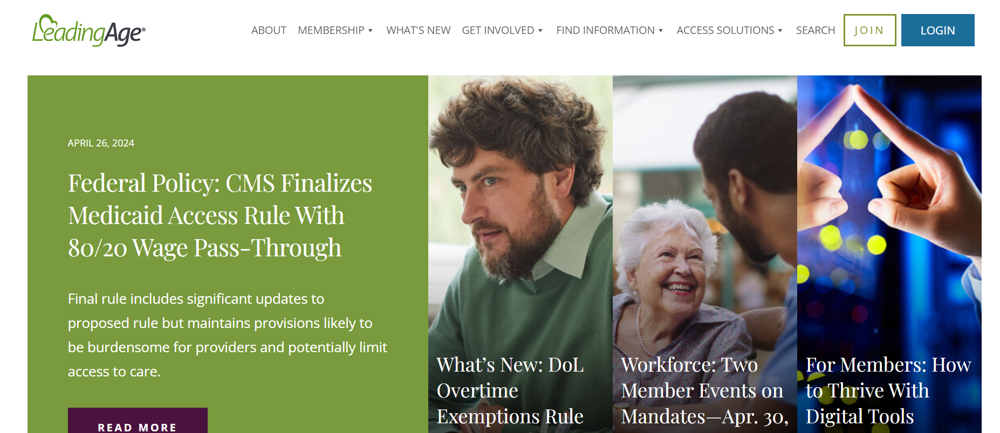 LeadingAge®
ABOUT MEMBERSHIP WHAT'S NEW GET INVOLVED FIND INFORMATION ACCESS SOLUTIONS SEARCH JOIN LOGIN
APRIL 26, 2024
Federal Policy: CMS Finalizes
Medicaid Access Rule With
80/20 Wage Pass-Through
Final rule includes significant updates to
proposed rule but maintains provisions likely to
be burdensome for providers and potentially limit
access to care.
READ MORE
What’s New: DoL
Overtime
Exemptions Rule
Workforce: Two
Member Events on
Mandates—Apr. 30,
For Members: How
to Thrive With
Digital Tools